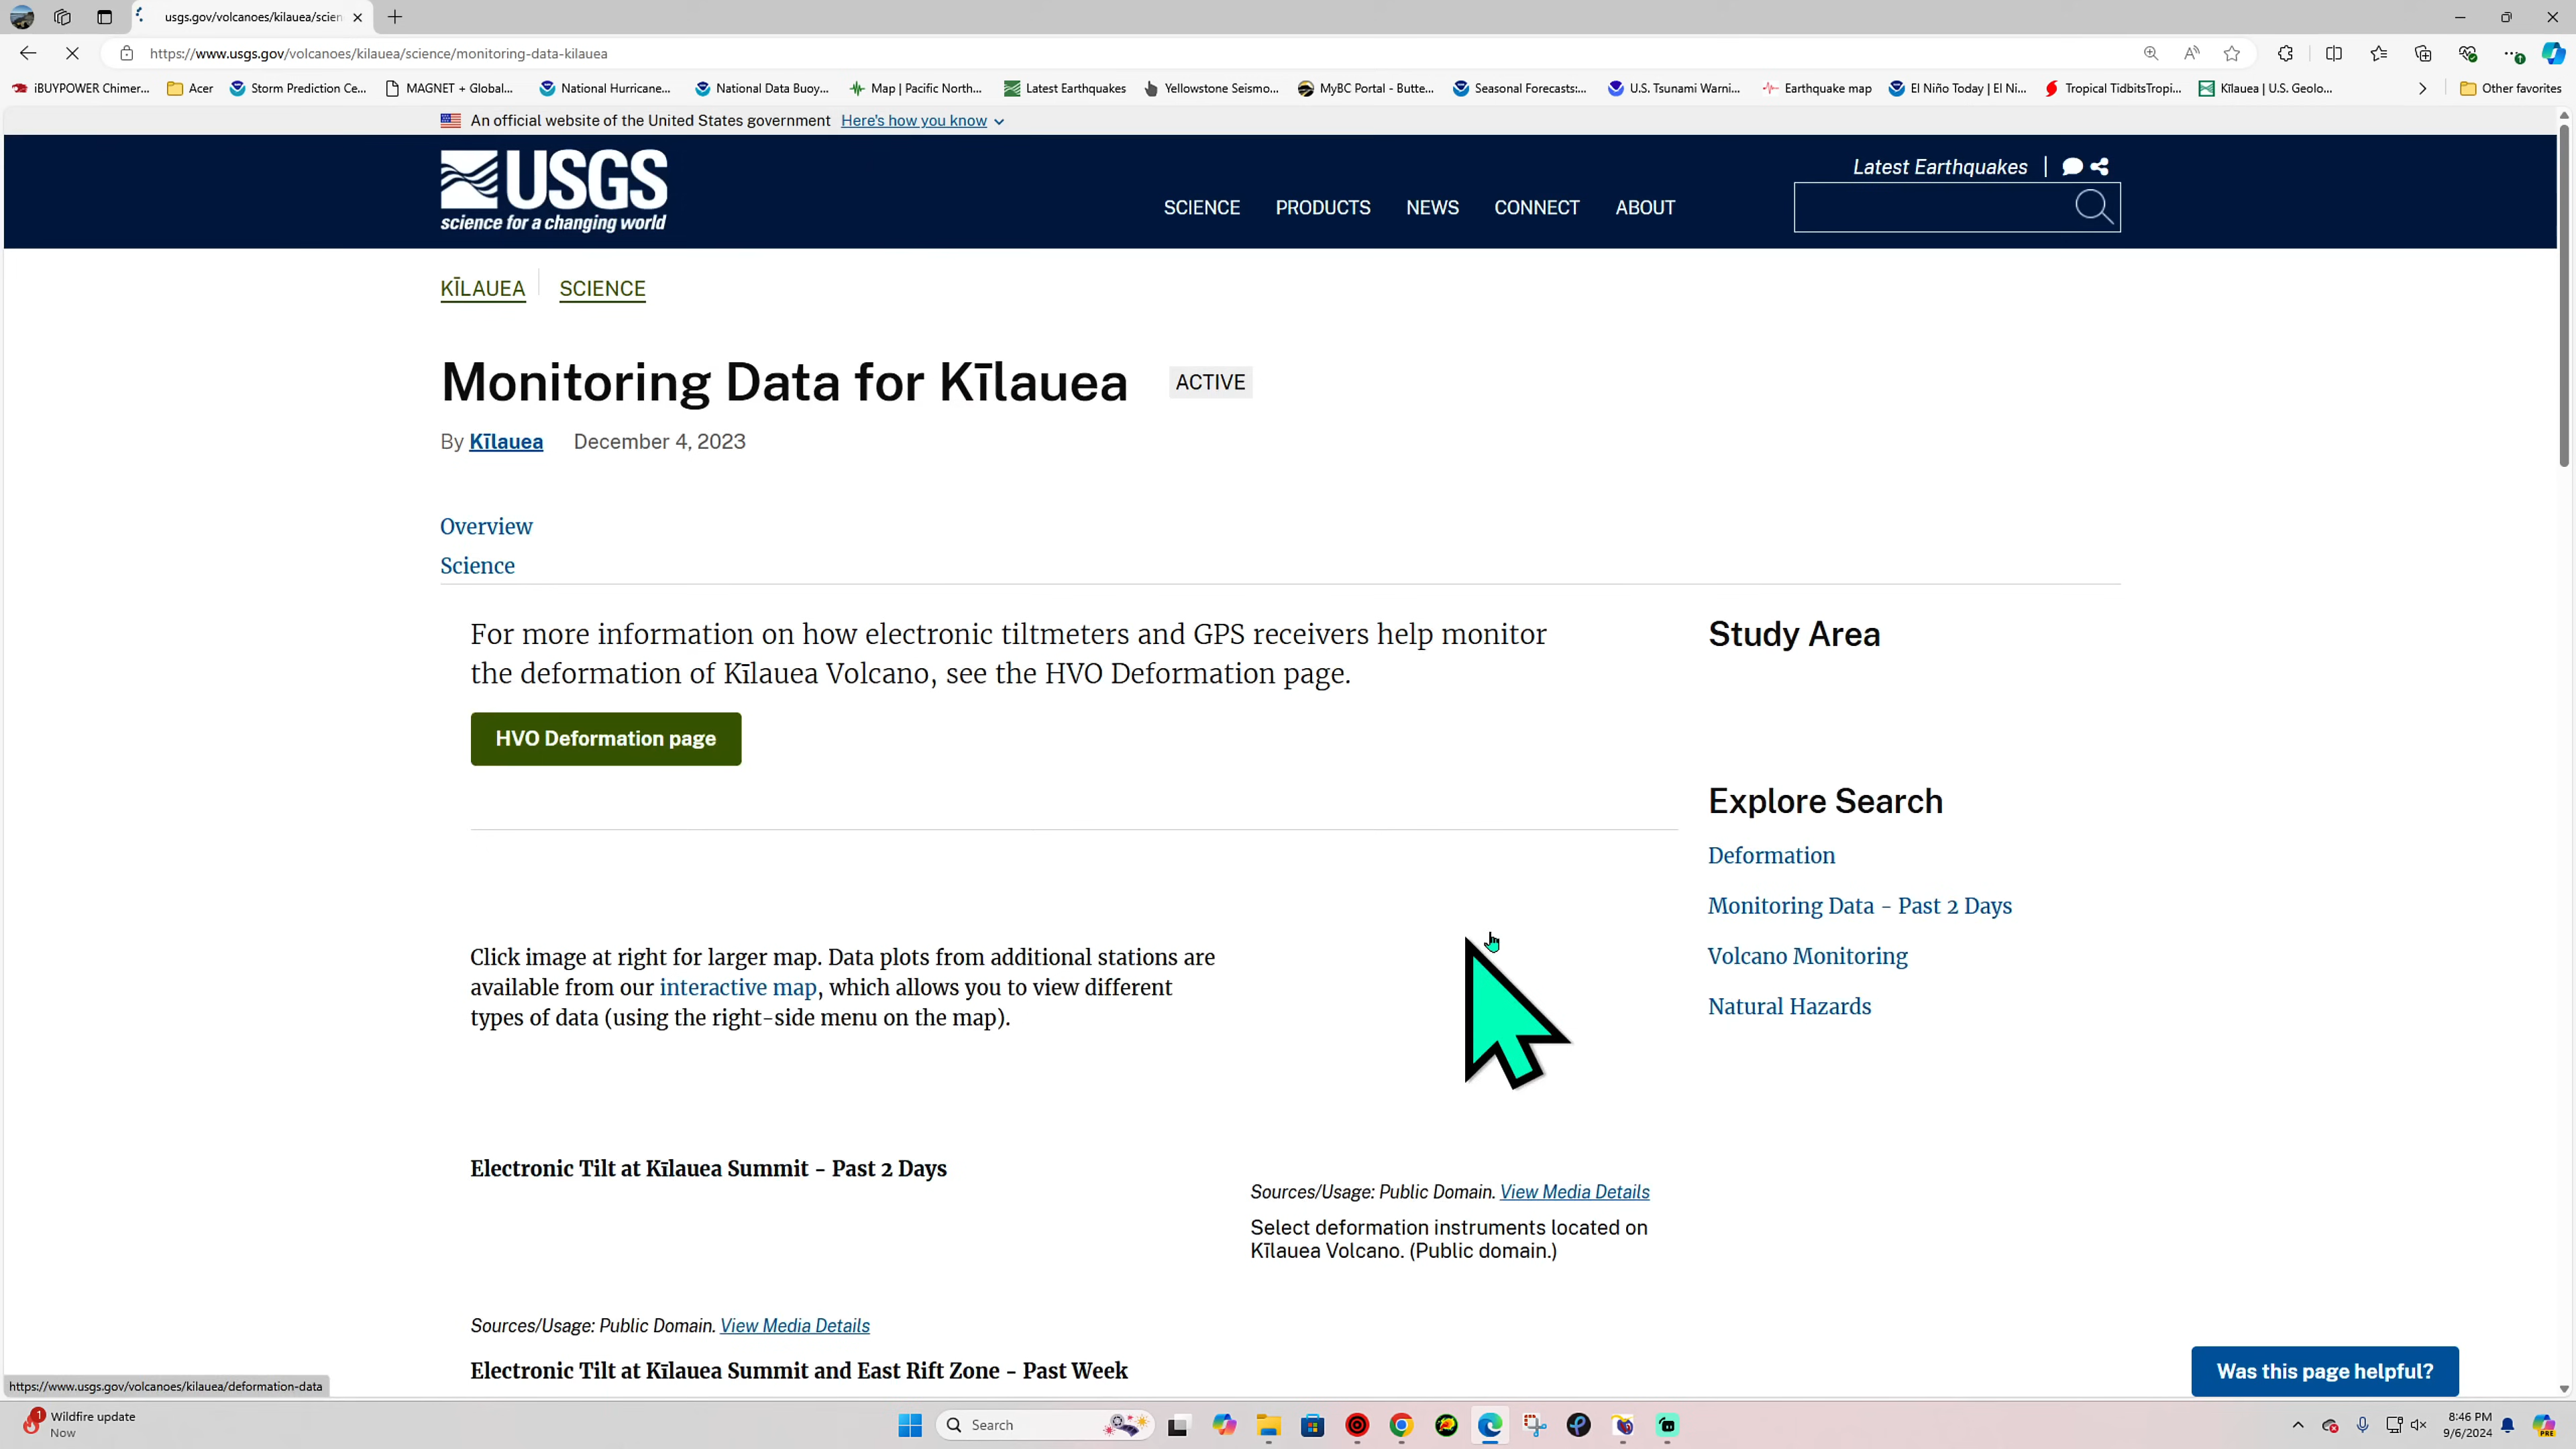 usgs.gov/volcanoes/kilauea/scien
https://www.usgs.gov/volcanoes/kilauea/science/monitoring-data-kilauea
iBUYPOWER Chimer... Acer Storm Prediction Ce... MAGNET + Global... National Hurricane... National Data Buoy... Map | Pacific North... Latest Earthquakes Yellowstone Seismo... MyBC Portal - Butte... Seasonal Forecasts:... U.S. Tsunami Warni... Earthquake map El Niño Today | El Ni... Tropical TidbitsTropi... Kīlauea | U.S. Geolo... Other favorites
An official website of the United States government Here's how you know
USGS
science for a changing world
Latest Earthquakes |
SCIENCE PRODUCTS NEWS CONNECT ABOUT
KĪLAUEA SCIENCE
Monitoring Data for Kīlauea ACTIVE
By Kīlauea December 4, 2023
Overview
Science
For more information on how electronic tiltmeters and GPS receivers help monitor
the deformation of Kīlauea Volcano, see the HVO Deformation page.
HVO Deformation page
Study Area
Explore Search
Deformation
Monitoring Data - Past 2 Days
Volcano Monitoring
Natural Hazards
Click image at right for larger map. Data plots from additional stations are
available from our interactive map, which allows you to view different
types of data (using the right-side menu on the map).
Electronic Tilt at Kīlauea Summit - Past 2 Days
Sources/Usage: Public Domain. View Media Details
Select deformation instruments located on
Kīlauea Volcano. (Public domain.)
Sources/Usage: Public Domain. View Media Details
Electronic Tilt at Kīlauea Summit and East Rift Zone - Past Week
Was this page helpful?
https://www.usgs.gov/volcanoes/kilauea/deformation-data
1
Wildfire update
Now
Search
PRE
8:46 PM
9/6/2024